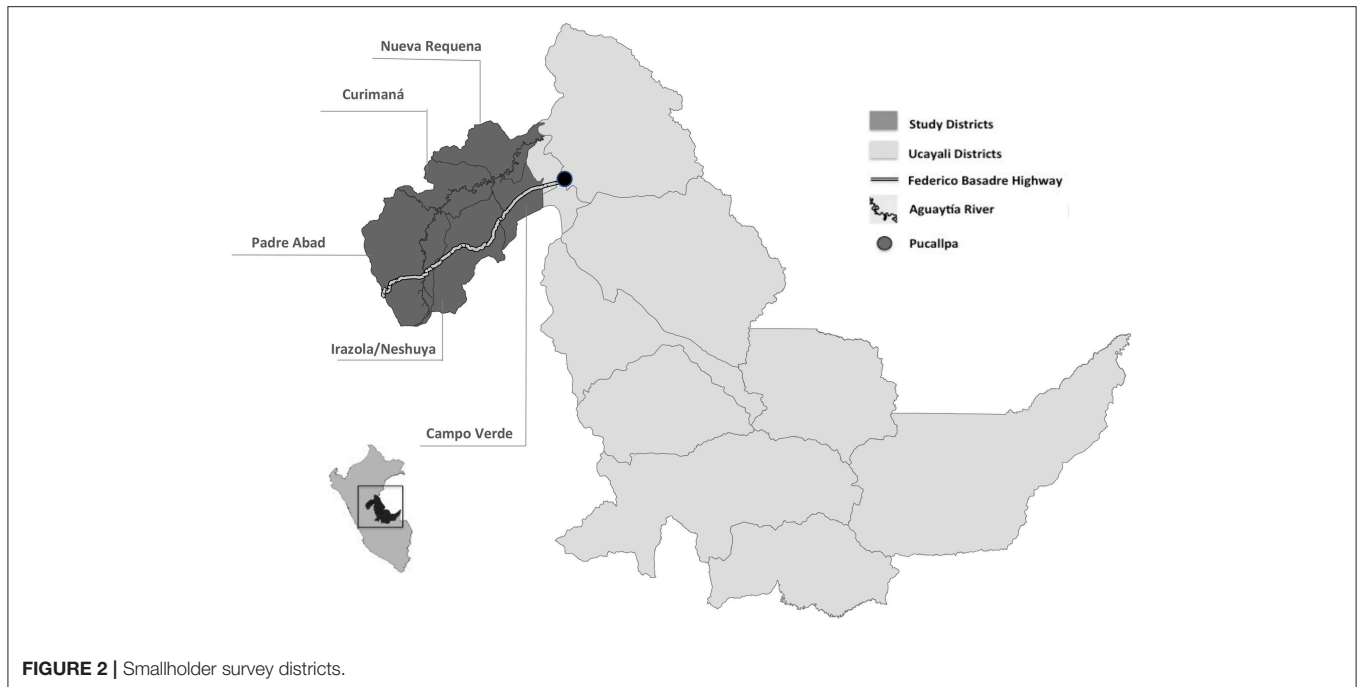 Nueva Requena
Curimaná
Padre Abad
Irazola/Neshuya
Campo Verde
Study Districts
Ucayali Districts
Federico Basadre Highway
Aguaytía River
Pucallpa
FIGURE 2 | Smallholder survey districts.